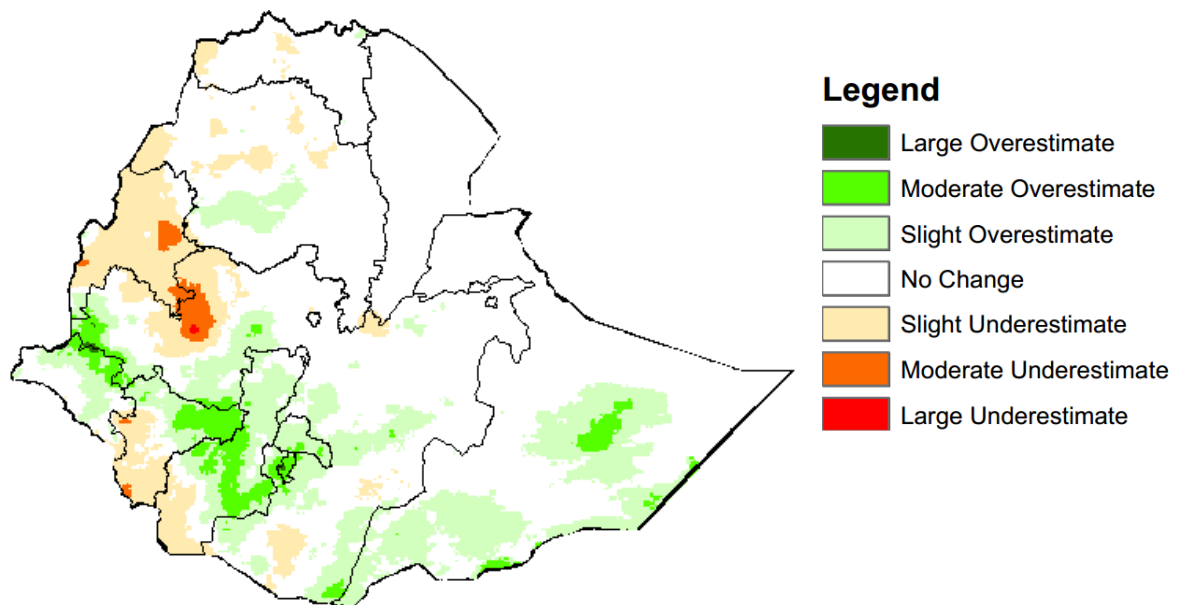 Legend
Large Overestimate
Moderate Overestimate
Slight Overestimate
No Change
Slight Underestimate
Moderate Underestimate
Large Underestimate